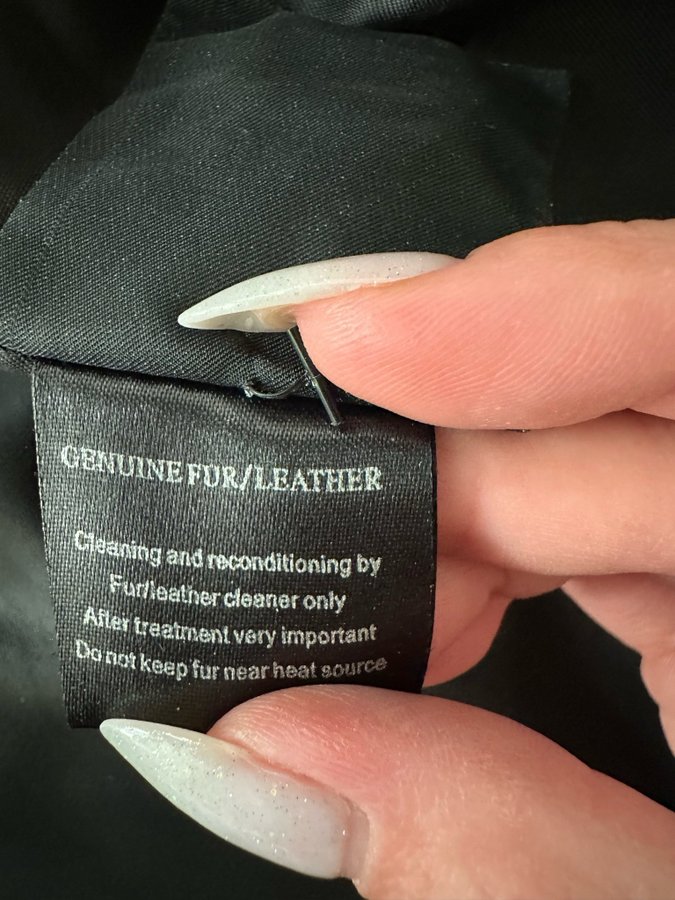 GENUINE FUR/LEATHER
Cleaning and reconditioning by
Fur/leather cleaner only
After treatment very important
Do not keep fur near heat source